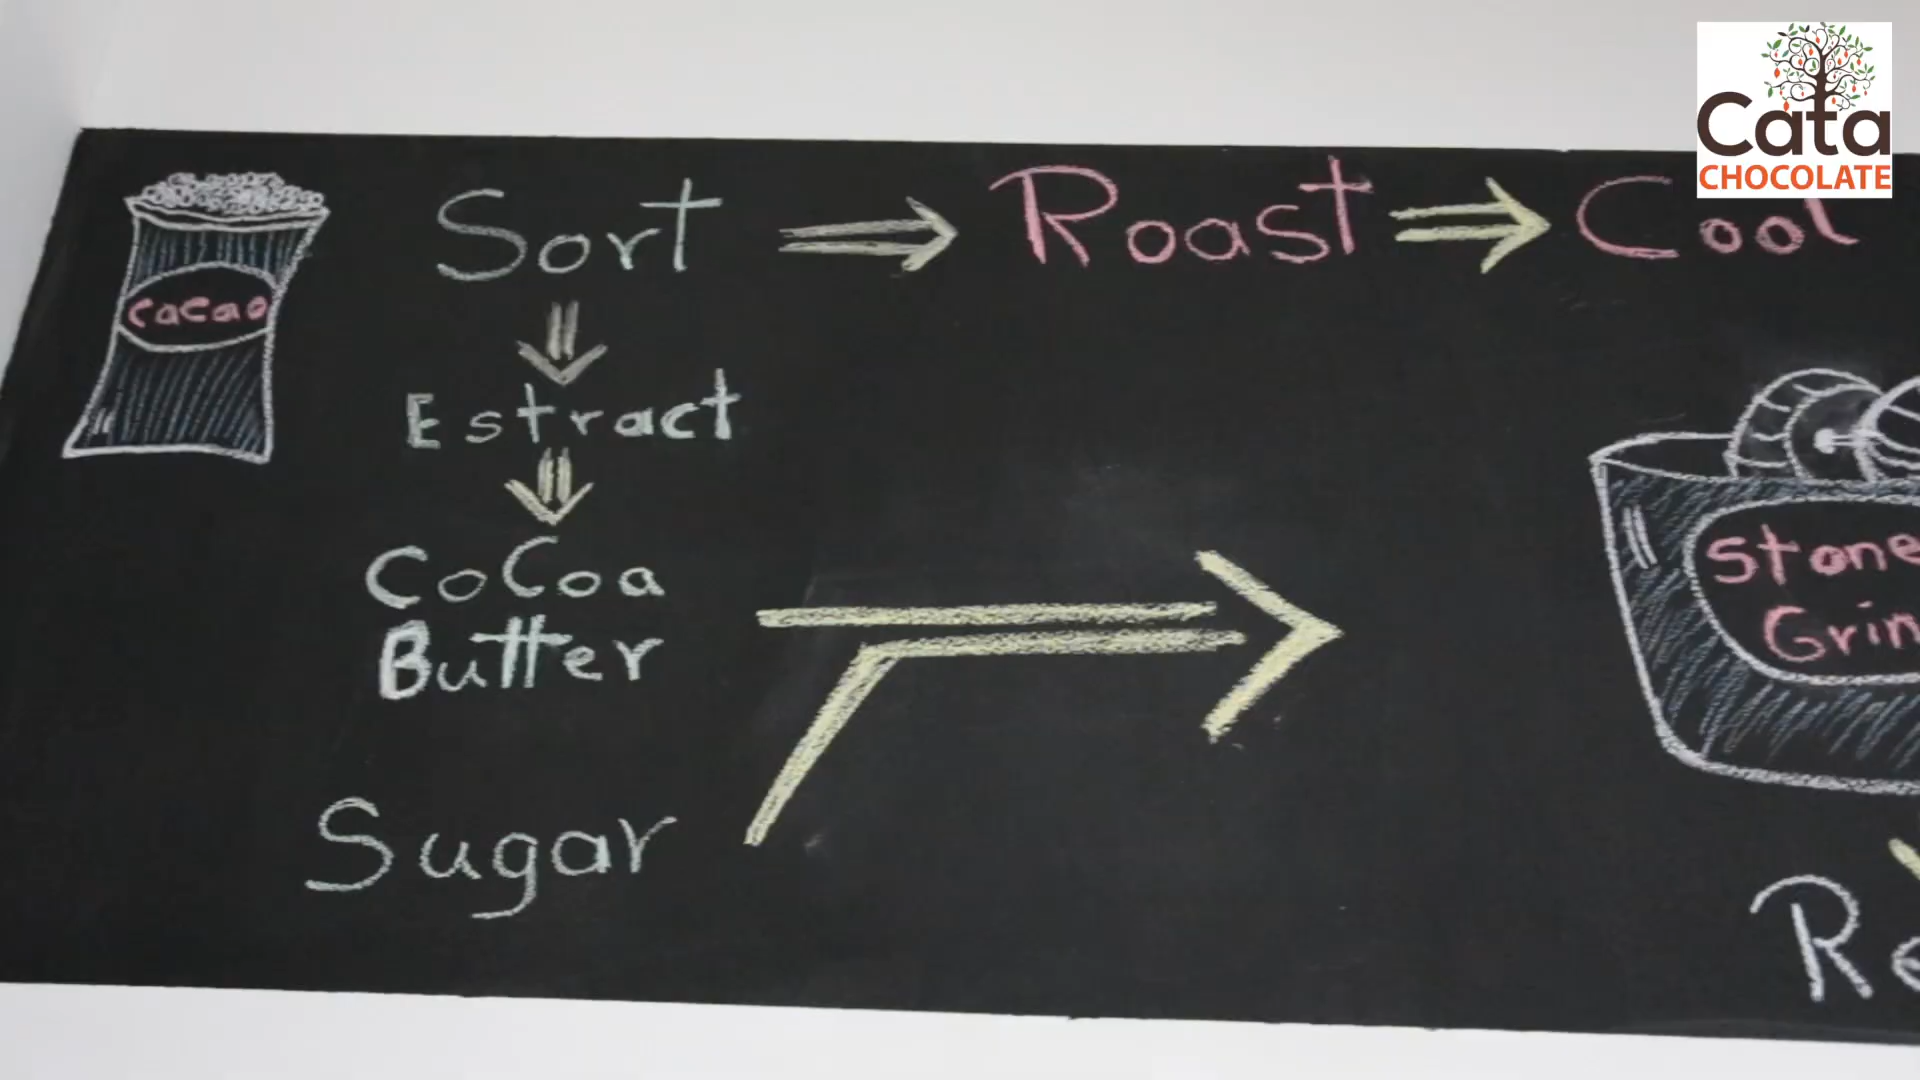 Cata
CHOCOLATE
Sort Roast Cool
cacao
Estract
CoCoa
Butter
Stone
Sugar